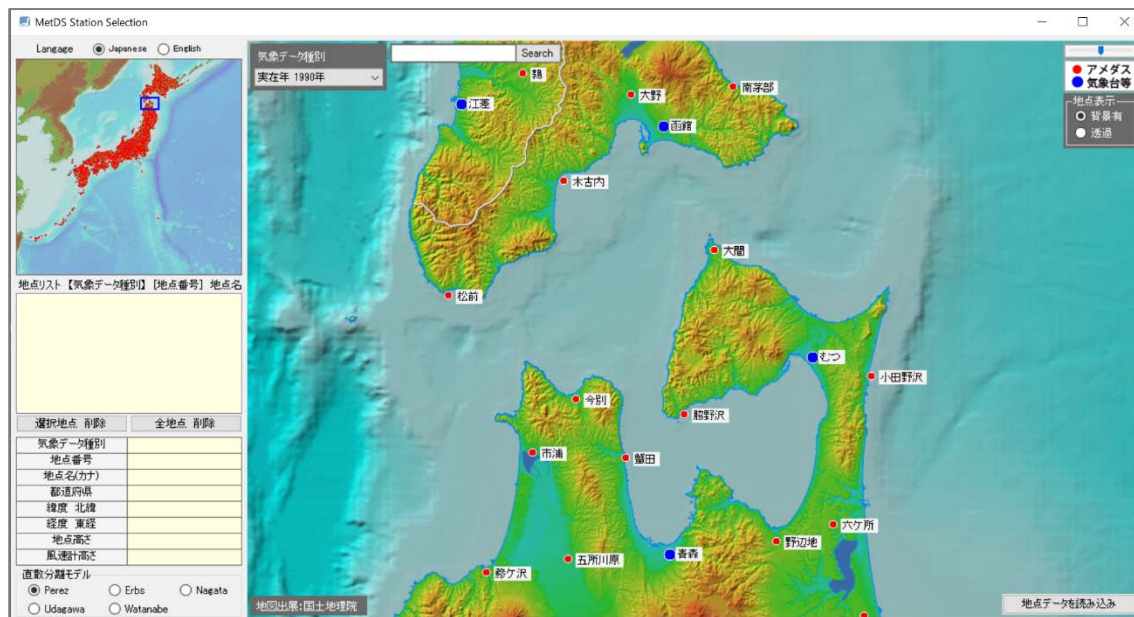 MetDS Station Selection
Langage Japanese English
気象データ種別
実在年 1990年
Search
アメダス
気象台等
地点表示
背景有
透過
鶉
大野
南茅部
江差
函館
木古内
大間
松前
むつ
小田野沢
今別
脇野沢
市浦
蟹田
六ケ所
野辺地
青森
五所川原
鰺ケ沢
地点リスト 【気象データ種別】 [地点番号] 地点名
選択地点 削除 全地点 削除
気象データ種別
地点番号
地点名(カナ)
都道府県
緯度 北緯
経度 東経
地点高さ
風速計高さ
直散分離モデル
Perez Erbs Nagata
Udagawa Watanabe
地図出展:国土地理院
地点データを読み込み